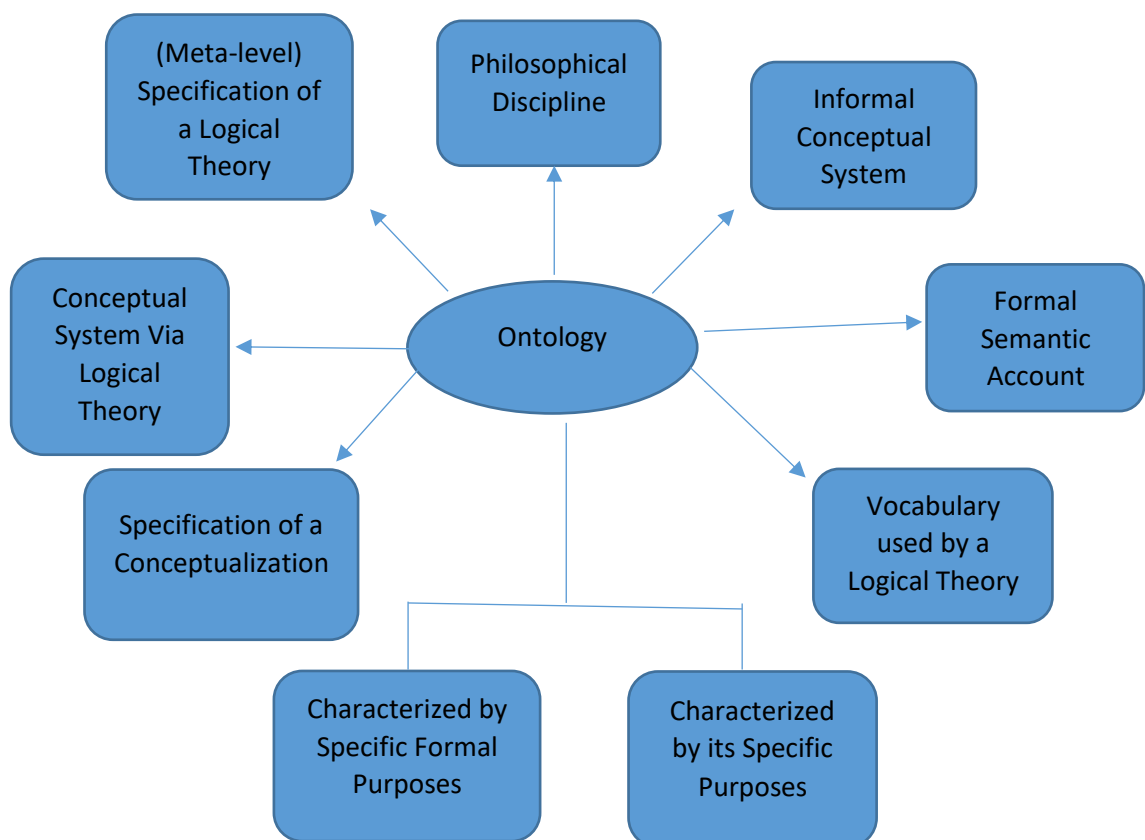 (Meta-level)
Specification of
a Logical
Theory
Philosophical
Discipline
Informal
Conceptual
System
Conceptual
System Via
Logical
Theory
Ontology
Formal
Semantic
Account
Specification of a
Conceptualization
Vocabulary
used by a
Logical Theory
Characterized by
Specific Formal
Purposes
Characterized
by its Specific
Purposes